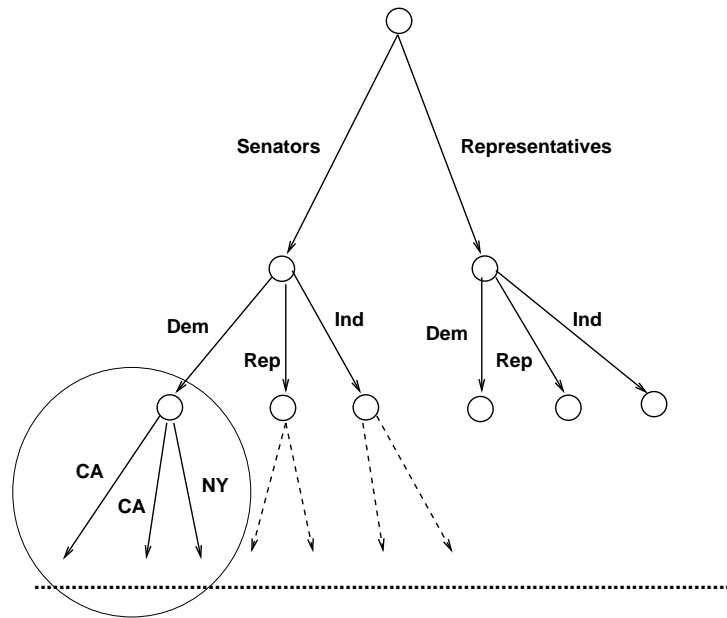 Senators
Representatives
Dem
Rep
Ind
Dem
Rep
Ind
CA
CA
NY